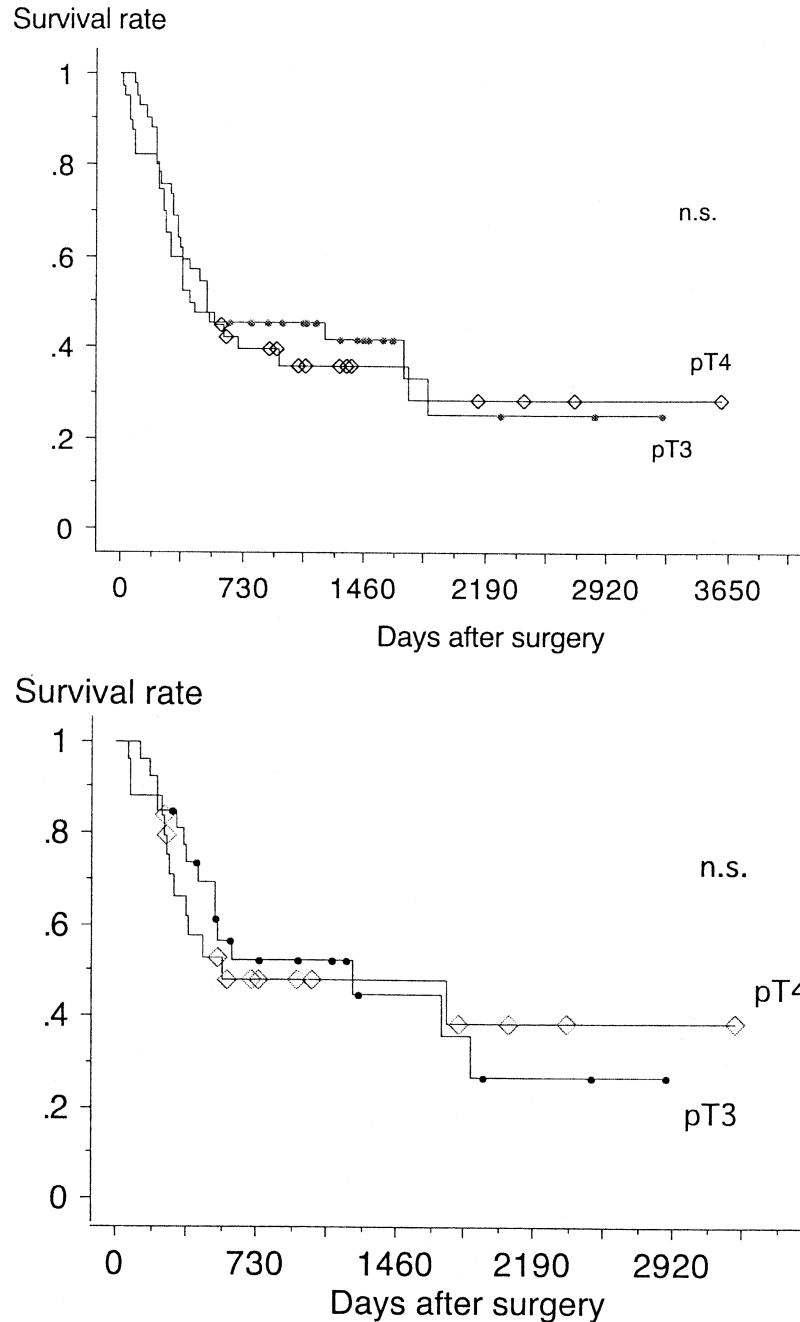 Survival rate
1
.8
n.s.
.6
.4
pT4
.2
pT3
0
0 730 1460 2190 2920 3650
Days after surgery
Survival rate
1
.8
n.s.
.6
pT4
.4
.2
pT3
0
0 730 1460 2190 2920
Days after surgery